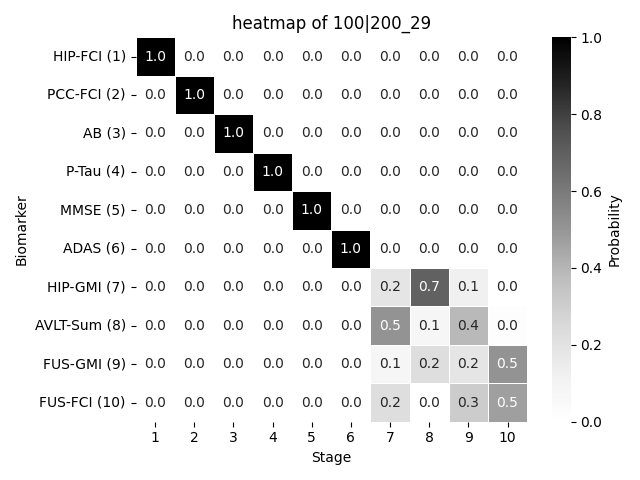 heatmap of 100|200_29
HIP-FCI (1) 1.0 0.0 0.0 0.0 0.0 0.0 0.0 0.0 0.0 0.0
PCC-FCI (2) 0.0 1.0 0.0 0.0 0.0 0.0 0.0 0.0 0.0 0.0
AB (3) 0.0 0.0 1.0 0.0 0.0 0.0 0.0 0.0 0.0 0.0
P-Tau (4) 0.0 0.0 0.0 1.0 0.0 0.0 0.0 0.0 0.0 0.0
MMSE (5) 0.0 0.0 0.0 0.0 1.0 0.0 0.0 0.0 0.0 0.0
ADAS (6) 0.0 0.0 0.0 0.0 0.0 1.0 0.0 0.0 0.0 0.0
HIP-GMI (7) 0.0 0.0 0.0 0.0 0.0 0.0 0.2 0.7 0.1 0.0
AVLT-Sum (8) 0.0 0.0 0.0 0.0 0.0 0.0 0.5 0.1 0.4 0.0
FUS-GMI (9) 0.0 0.0 0.0 0.0 0.0 0.0 0.1 0.2 0.2 0.5
FUS-FCI (10) 0.0 0.0 0.0 0.0 0.0 0.0 0.2 0.0 0.3 0.5
1 2 3 4 5 6 7 8 9 10
Stage
Biomarker
1.0
0.8
0.6
0.4
0.2
0.0
Probability